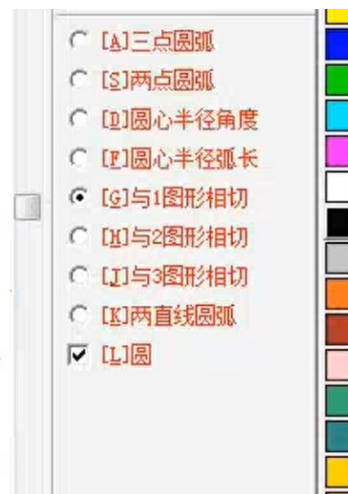 [A]三点圆弧
[S]两点圆弧
[D]圆心半径角度
[F]圆心半径弧长
[G]与1图形相切
[H]与2图形相切
[J]与3图形相切
[K]两直线圆弧
[L]圆